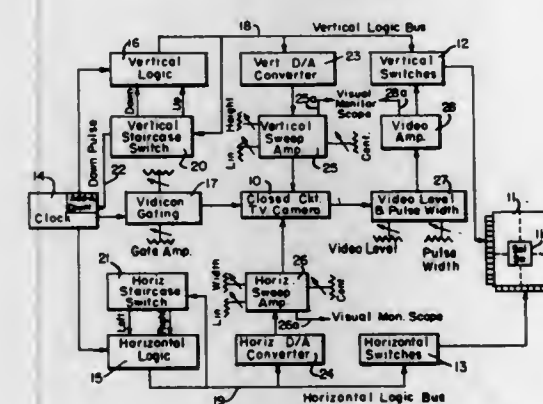 Vertical Logic Bus
16
18
23
12
Vertical
Logic
Vert. D/A
Converter
Vertical
Switches
Down
Up
25a
Visual
Monitor
Scope
28a
Down Pulse
22
Vertical
Staircase
Switch
20
Height
Lin.
Vertical
Sweep
Amp.
25
Cent.
Video
Amp.
28
14
Clock
17
Vidicon
Gating
10
Closed Ckt.
T.V. Camera
27
Video Level
& Pulse Width
11
Gate Amp.
Video Level
Pulse
Width
21
Horiz.
Staircase
Switch
Width
Lin.
Horiz.
Sweep
Amp.
26
Cent.
Left
26a
Visual Mon. Scope
Horizontal
Logic
15
Horiz. D/A
Converter
24
Horizontal
Switches
13
19
Horizontal Logic Bus